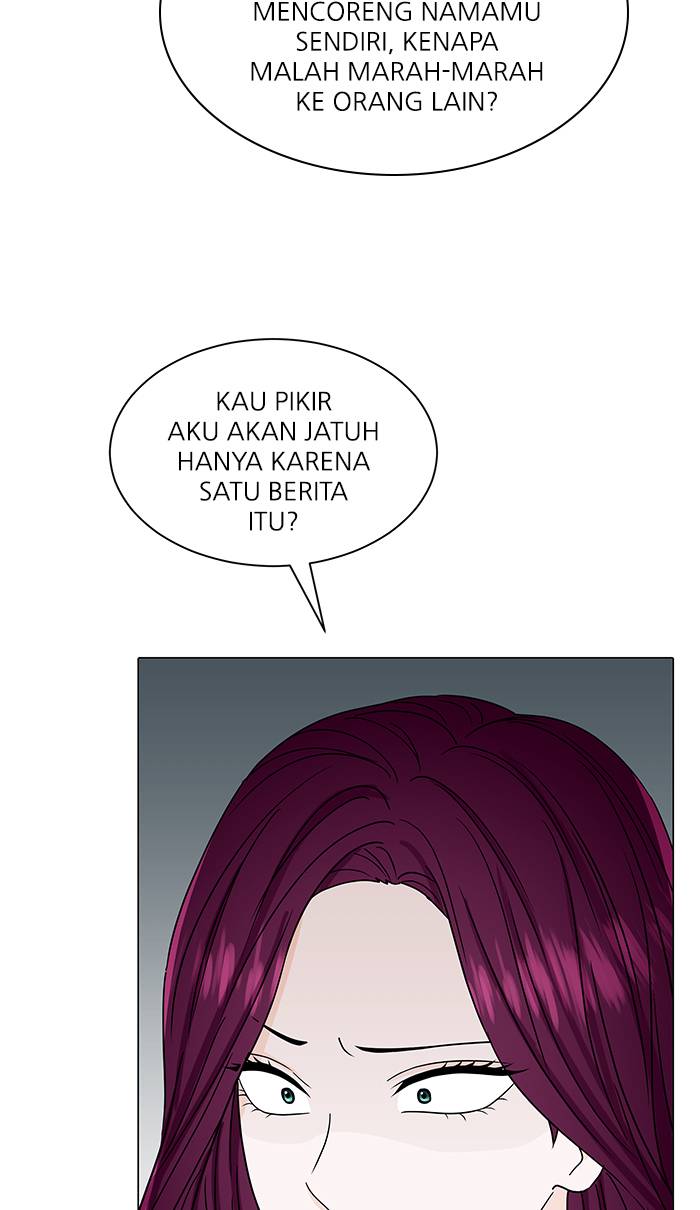 MENCORENG NAMAMU
SENDIRI, KENAPA
MALAH MARAH-MARAH
KE ORANG LAIN?
KAU PIKIR
AKU AKAN JATUH
HANYA KARENA
SATU BERITA
ITU?